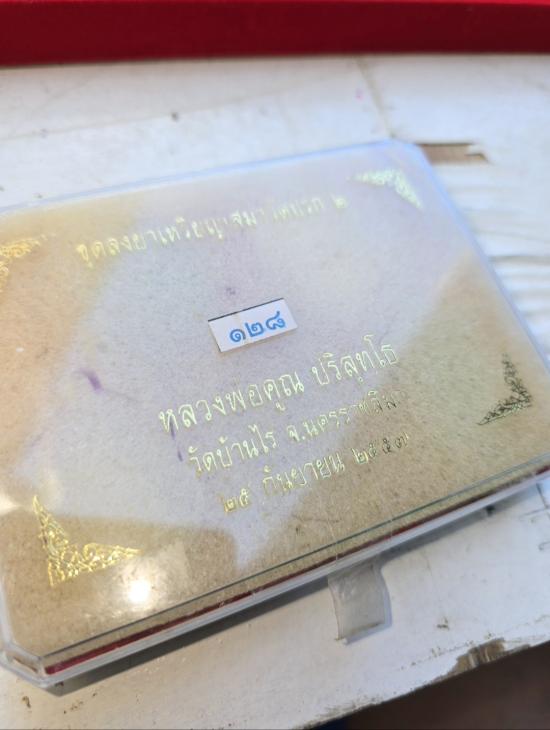 ชุดลงยาเหรียญเสมา
๑๒๘
หลวงพ่อคูณ ปริสุทฺโธ
วัดบ้านไร่ จ.นครราชสีมา
๒๕ กันยายน ๒๕๕๗